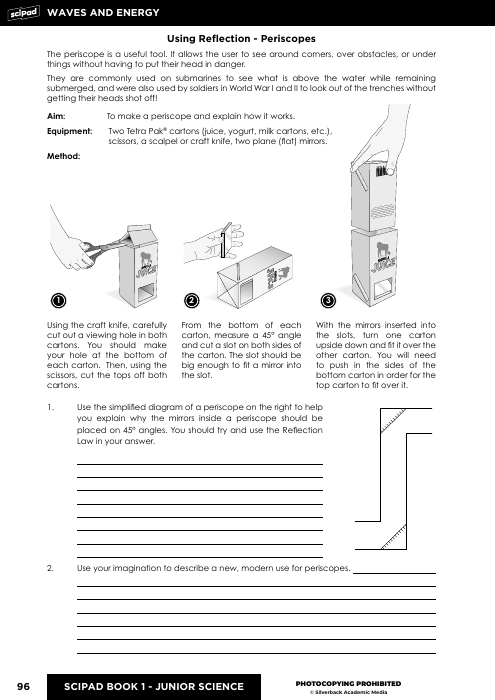 scipad WAVES AND ENERGY
Using Reflection - Periscopes
The periscope is a useful tool. It allows the user to see around corners, over obstacles, or under
things without having to put their head in danger.
They are commonly used on submarines to see what is above the water while remaining
submerged, and were also used by soldiers in World War I and II to look out of the trenches without
getting their heads shot off!
Aim: To make a periscope and explain how it works.
Equipment: Two Tetra Pak® cartons (juice, yogurt, milk cartons, etc.),
scissors, a scalpel or craft knife, two plane (flat) mirrors.
Method:
JUICE
JUICE
JUICE
1
2
3
Using the craft knife, carefully
cut out a viewing hole in both
cartons. You should make
your hole at the bottom of
each carton. Then, using the
scissors, cut the tops off both
cartons.
From the bottom of each
carton, measure a 45° angle
and cut a slot on both sides of
the carton. The slot should be
big enough to fit a mirror into
the slot.
With the mirrors inserted into
the slots, turn one carton
upside down and fit it over the
other carton. You will need
to push in the sides of the
bottom carton in order for the
top carton to fit over it.
1. Use the simplified diagram of a periscope on the right to help
you explain why the mirrors inside a periscope should be
placed on 45° angles. You should try and use the Reflection
Law in your answer.
2. Use your imagination to describe a new, modern use for periscopes.
96 SCIPAD BOOK 1 - JUNIOR SCIENCE
PHOTOCOPYING PROHIBITED
© Silverback Academic Media